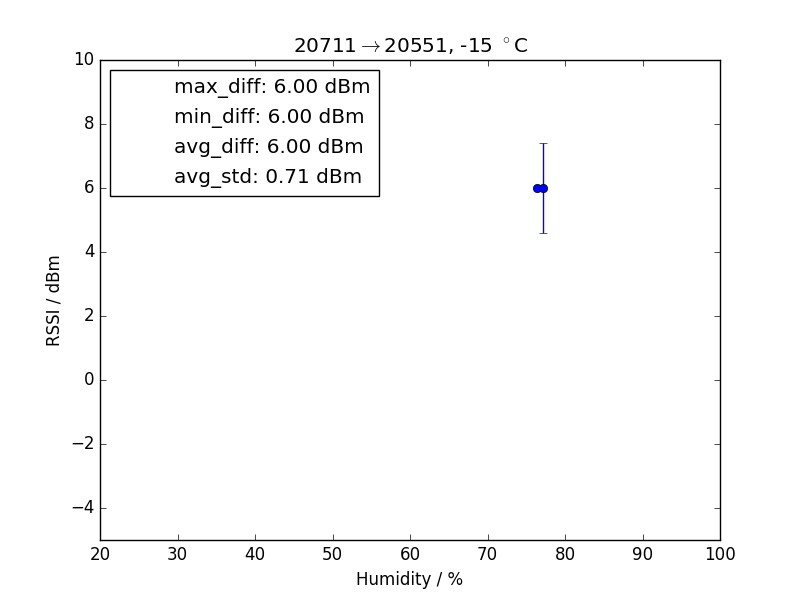 20711→20551, -15 °C
max_diff: 6.00 dBm
min_diff: 6.00 dBm
avg_diff: 6.00 dBm
avg_std: 0.71 dBm
RSSI / dBm
10
8
6
4
2
0
−2
−4
20 30 40 50 60 70 80 90 100
Humidity / %